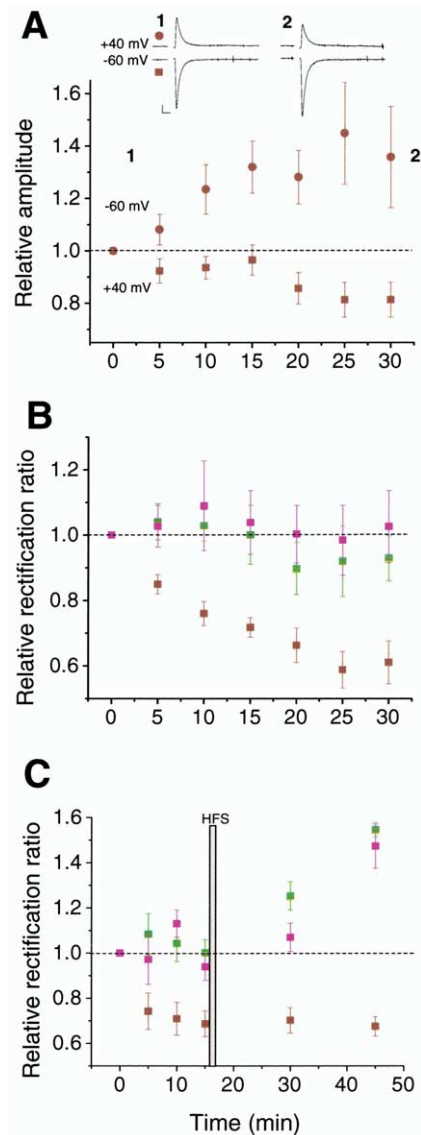 A
1
2
+40 mV
-60 mV
1.6
1.4
1.2
1.0
0.8
Relative amplitude
1
2
-60 mV
+40 mV
0 5 10 15 20 25 30
B
1.2
1.0
0.8
0.6
Relative rectification ratio
0 5 10 15 20 25 30
C
HFS
1.6
1.4
1.2
1.0
0.8
0.6
Relative rectification ratio
0 10 20 30 40 50
Time (min)